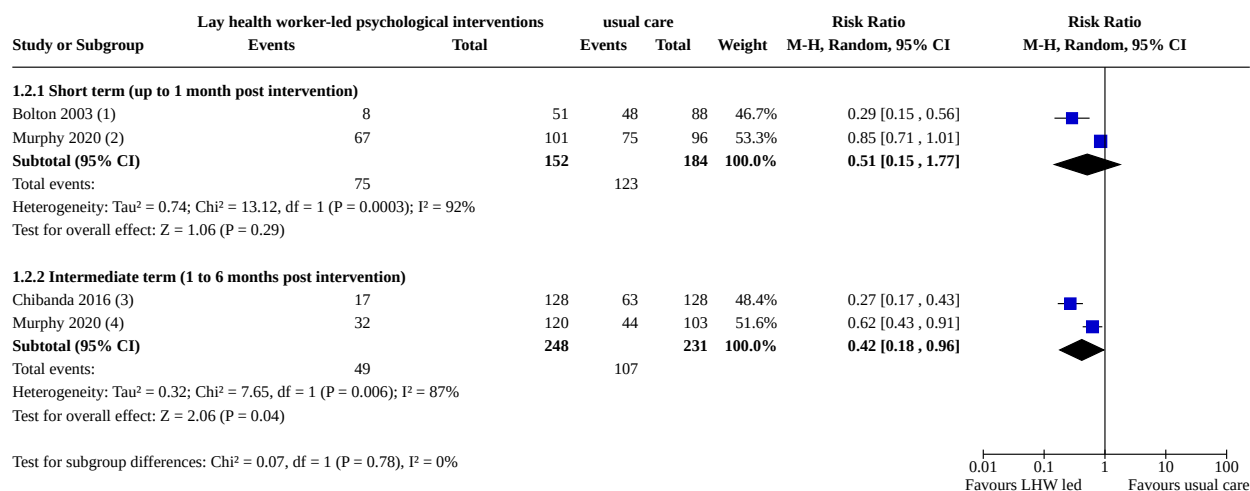 Lay health worker-led psychological interventions usual care Risk Ratio Risk Ratio
Study or Subgroup Events Total Events Total Weight M-H, Random, 95% CI M-H, Random, 95% CI
1.2.1 Short term (up to 1 month post intervention)
Bolton 2003 (1) 8 51 48 88 46.7% 0.29 [0.15 , 0.56]
Murphy 2020 (2) 67 101 75 96 53.3% 0.85 [0.71 , 1.01]
Subtotal (95% CI) 152 184 100.0% 0.51 [0.15 , 1.77]
Total events: 75 123
Heterogeneity: Tau² = 0.74; Chi² = 13.12, df = 1 (P = 0.0003); I² = 92%
Test for overall effect: Z = 1.06 (P = 0.29)
1.2.2 Intermediate term (1 to 6 months post intervention)
Chibanda 2016 (3) 17 128 63 128 48.4% 0.27 [0.17 , 0.43]
Murphy 2020 (4) 32 120 44 103 51.6% 0.62 [0.43 , 0.91]
Subtotal (95% CI) 248 231 100.0% 0.42 [0.18 , 0.96]
Total events: 49 107
Heterogeneity: Tau² = 0.32; Chi² = 7.65, df = 1 (P = 0.006); I² = 87%
Test for overall effect: Z = 2.06 (P = 0.04)
Test for subgroup differences: Chi² = 0.07, df = 1 (P = 0.78), I² = 0%
0.01 0.1 1 10 100
Favours LHW led Favours usual care